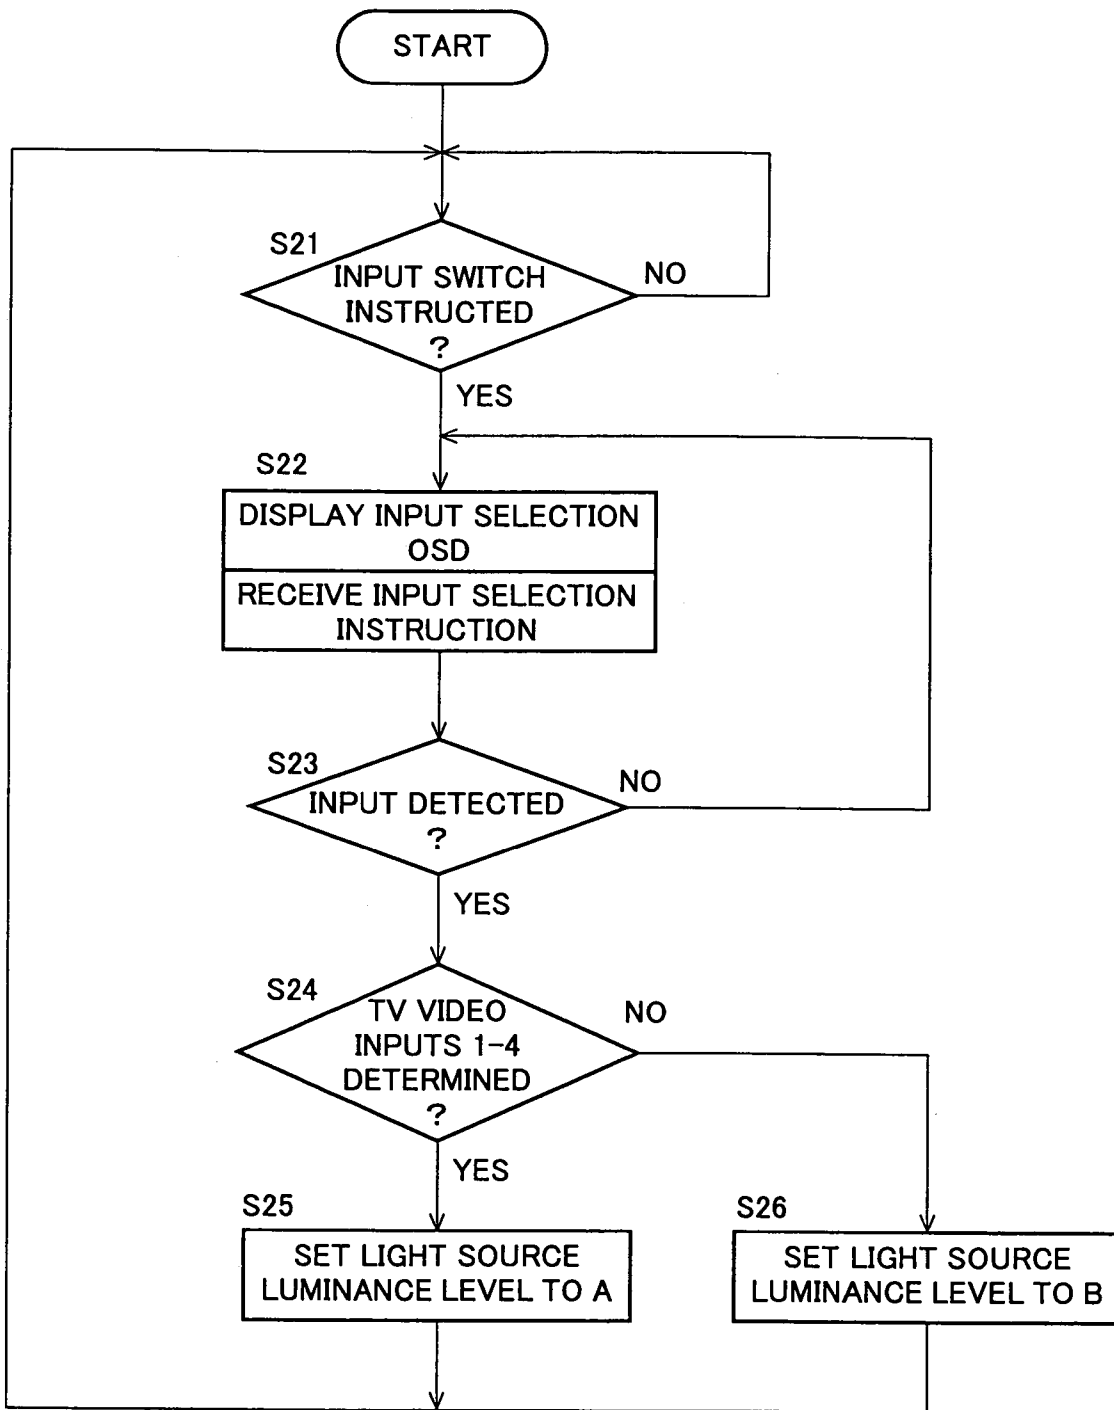 START
S21
INPUT SWITCH
INSTRUCTED
?
NO
YES
S22
DISPLAY INPUT SELECTION
OSD
RECEIVE INPUT SELECTION
INSTRUCTION
S23
INPUT DETECTED
?
NO
YES
S24
TV VIDEO
INPUTS 1-4
DETERMINED
?
NO
YES
S25
SET LIGHT SOURCE
LUMINANCE LEVEL TO A
S26
SET LIGHT SOURCE
LUMINANCE LEVEL TO B